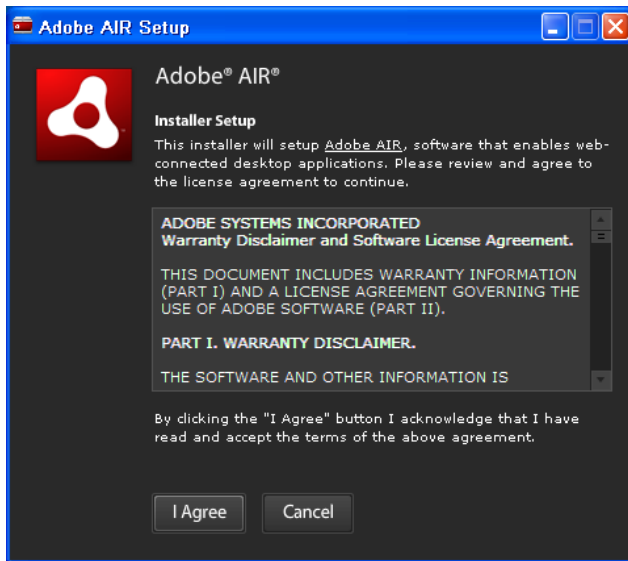 Adobe AIR Setup
Adobe® AIR®
Installer Setup
This installer will setup Adobe AIR, software that enables web-
connected desktop applications. Please review and agree to
the license agreement to continue.
ADOBE SYSTEMS INCORPORATED
Warranty Disclaimer and Software License Agreement.
THIS DOCUMENT INCLUDES WARRANTY INFORMATION
(PART I) AND A LICENSE AGREEMENT GOVERNING THE
USE OF ADOBE SOFTWARE (PART II).
PART I. WARRANTY DISCLAIMER.
THE SOFTWARE AND OTHER INFORMATION IS
By clicking the "I Agree" button I acknowledge that I have
read and accept the terms of the above agreement.
I Agree
Cancel